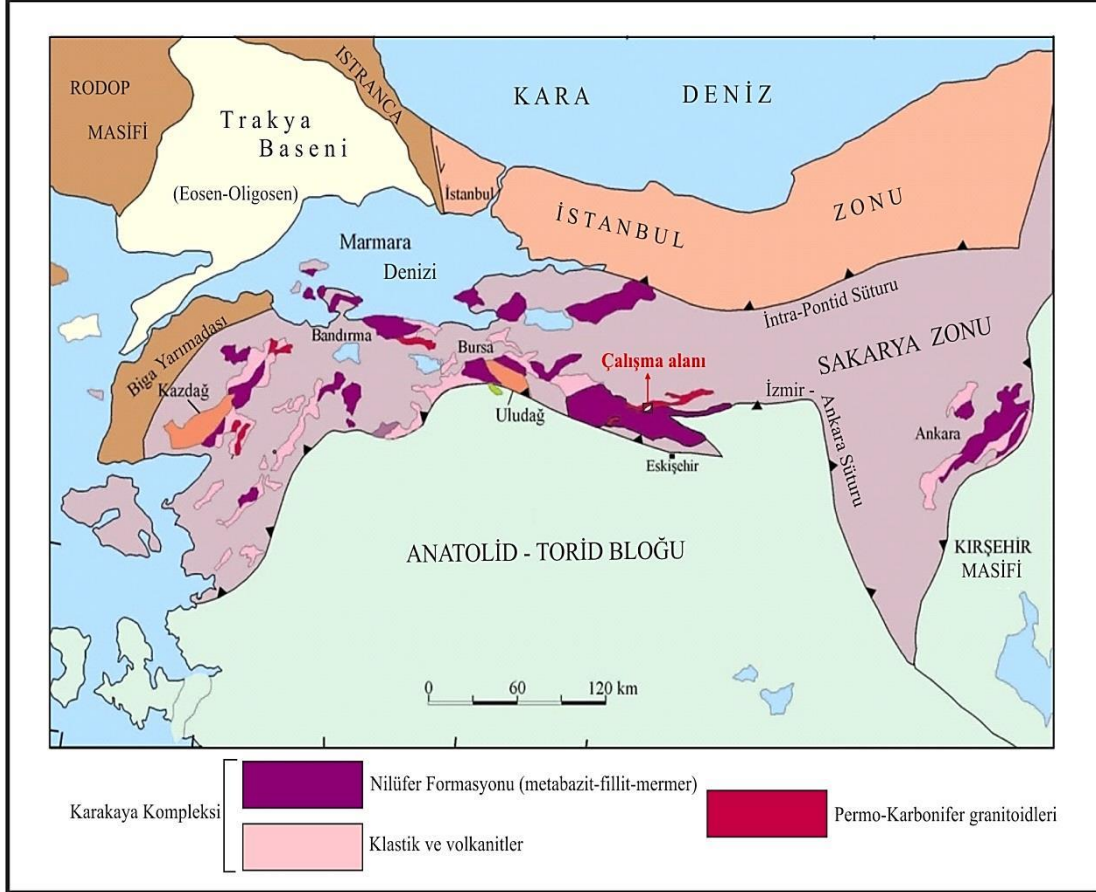 RODOP
MASİFİ
ISTRANCA
Trakya
Baseni
(Eosen-Oligosen)
KARA DENİZ
İstanbul
İSTANBUL ZONU
Marmara
Denizi
İntra-Pontid Süturu
SAKARYA ZONU
Biga Yarımadası
Bandırma
Bursa
Çalışma alanı
Kazdağ
Uludağ
İzmir - Ankara Süturu
Ankara
Eskişehir
ANATOLİD - TORİD BLOĞU
KIRŞEHİR
MASİFİ
0 60 120 km
Karakaya Kompleksi
Nilüfer Formasyonu (metabazit-fillit-mermer)
Klastik ve volkanitler
Permo-Karbonifer granitoidleri